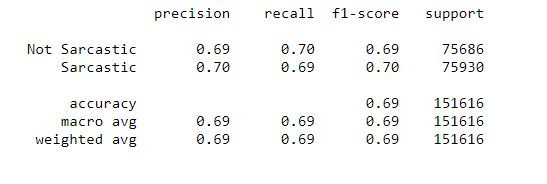 precision recall f1-score support
Not Sarcastic 0.69 0.70 0.69 75686
Sarcastic 0.70 0.69 0.70 75930
accuracy 0.69 151616
macro avg 0.69 0.69 0.69 151616
weighted avg 0.69 0.69 0.69 151616